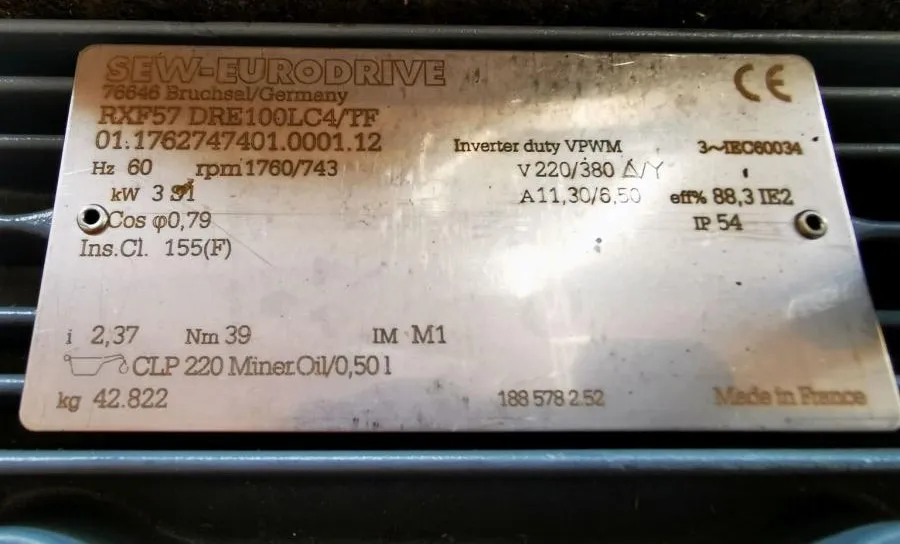 SEW-EURODRIVE CE
76646 Bruchsal/Germany
RXF57 DRE100LC4/TF
01.1762747401.0001.12 Inverter duty VPWM 3~IEC60034
Hz 60 rpm 1760/743 V 220/380 Δ/Y
kW 3 S1 A 11,30/6,50 eff% 88,3 IE2
Cos φ0,79 IP 54
Ins.Cl. 155(F)
i 2,37 Nm 39 IM M1
CLP 220 Miner.Oil/0,50 l
kg 42.822 188 578 2.52 Made in France